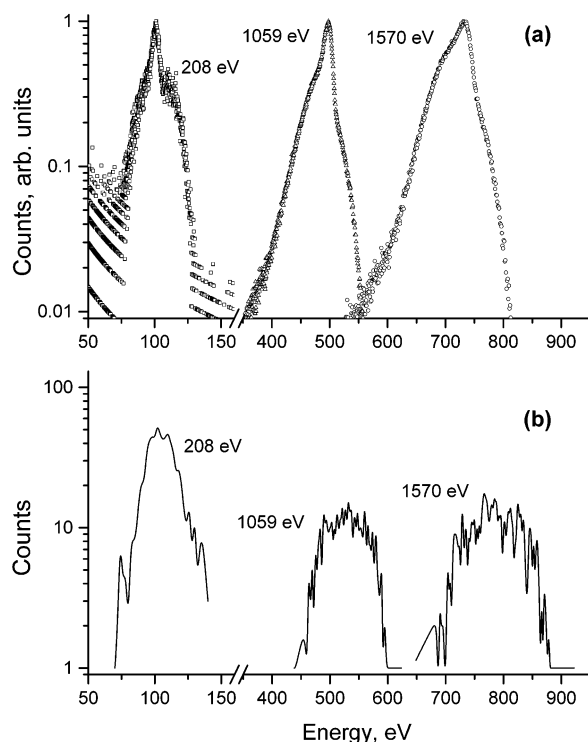 (a)
208 eV
1059 eV
1570 eV
Counts, arb. units
1
0.1
0.01
50 100 150 400 500 600 700 800 900
(b)
208 eV
1059 eV
1570 eV
Counts
100
10
1
50 100 150 400 500 600 700 800 900
Energy, eV